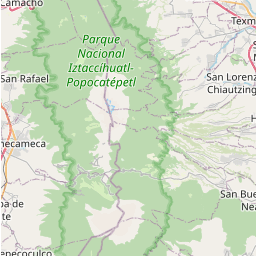 Camacho
Texm
Parque
Nacional
Iztaccíhuatl-
Popocatépetl
San Rafael
San Lorenz
Chiautzing
H
necameca
San Bue
Nea
pa de
te
epecoculco